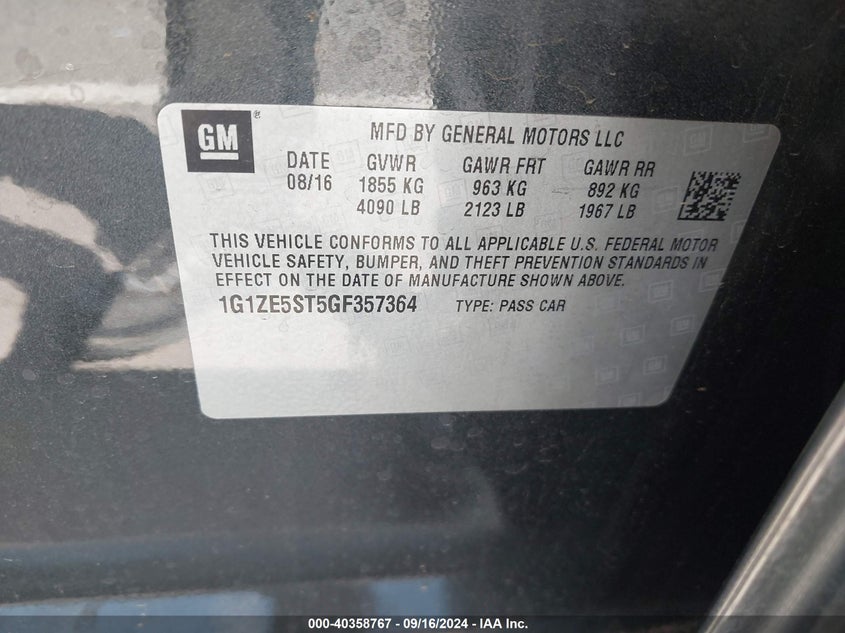 GM ®
MFD BY GENERAL MOTORS LLC
DATE GVWR GAWR FRT GAWR RR
08/16 1855 KG 963 KG 892 KG
4090 LB 2123 LB 1967 LB
THIS VEHICLE CONFORMS TO ALL APPLICABLE U.S. FEDERAL MOTOR
VEHICLE SAFETY, BUMPER, AND THEFT PREVENTION STANDARDS IN
EFFECT ON THE DATE OF MANUFACTURE SHOWN ABOVE.
1G1ZE5ST5GF357364 TYPE: PASS CAR
000-40358767 - 09/16/2024 - IAA Inc.